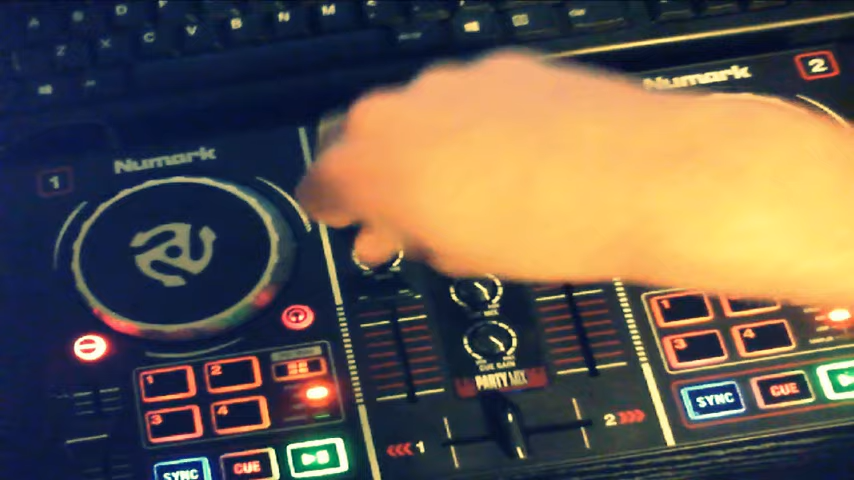 Z X C V B N M
Numark
2
1
Numark
MIX
CUE GAIN
PARTY MIX
1 2
3 4
1
3 4
SYNC CUE
<<< 1
2 >>>
SYNC CUE